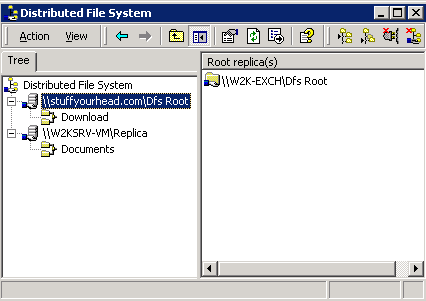 Distributed File System
Action View
Tree
Distributed File System
\\stuffyourhead.com\Dfs Root
Download
\\W2KSRV-VM\Replica
Documents
Root replica(s)
\\W2K-EXCH\Dfs Root